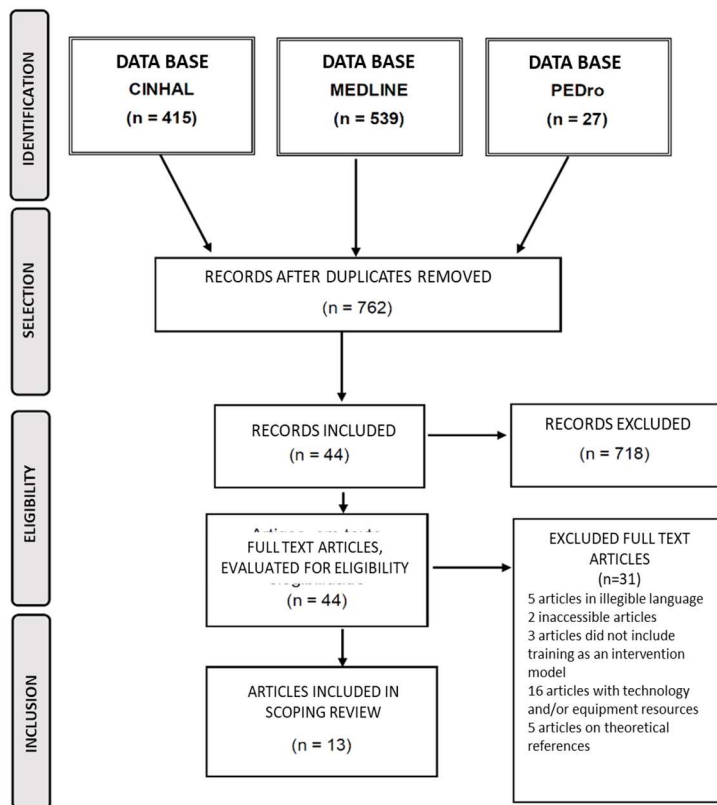 IDENTIFICATION
DATA BASE
CINHAL
(n = 415)
DATA BASE
MEDLINE
(n = 539)
DATA BASE
PEDro
(n = 27)
SELECTION
RECORDS AFTER DUPLICATES REMOVED
(n = 762)
ELIGIBILITY
RECORDS INCLUDED
(n = 44)
RECORDS EXCLUDED
(n = 718)
FULL TEXT ARTICLES,
EVALUATED FOR ELIGIBILITY
(n = 44)
EXCLUDED FULL TEXT
ARTICLES
(n=31)
5 articles in illegible language
2 inaccessible articles
3 articles did not include
training as an intervention
model
16 articles with technology
and/or equipment resources
5 articles on theoretical
references
INCLUSION
ARTICLES INCLUDED IN
SCOPING REVIEW
(n = 13)